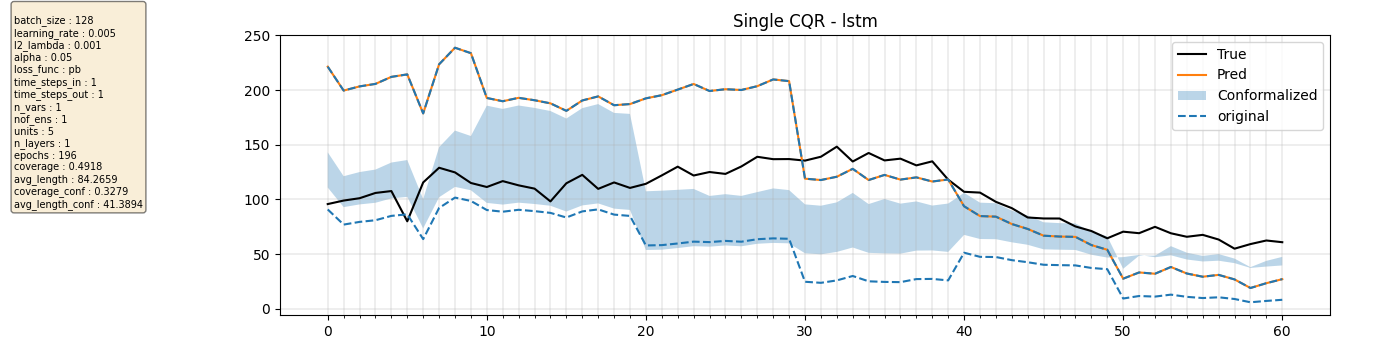 batch_size : 128
learning_rate : 0.005
l2_lambda : 0.001
alpha : 0.05
loss_func : pb
time_steps_in : 1
time_steps_out : 1
n_vars : 1
nof_ens : 1
units : 5
n_layers : 1
epochs : 196
coverage : 0.4918
avg_length : 84.2659
coverage_conf : 0.3279
avg_length_conf : 41.3894
Single CQR - lstm
250
200
150
100
50
0
0 10 20 30 40 50 60
True
Pred
Conformalized
original